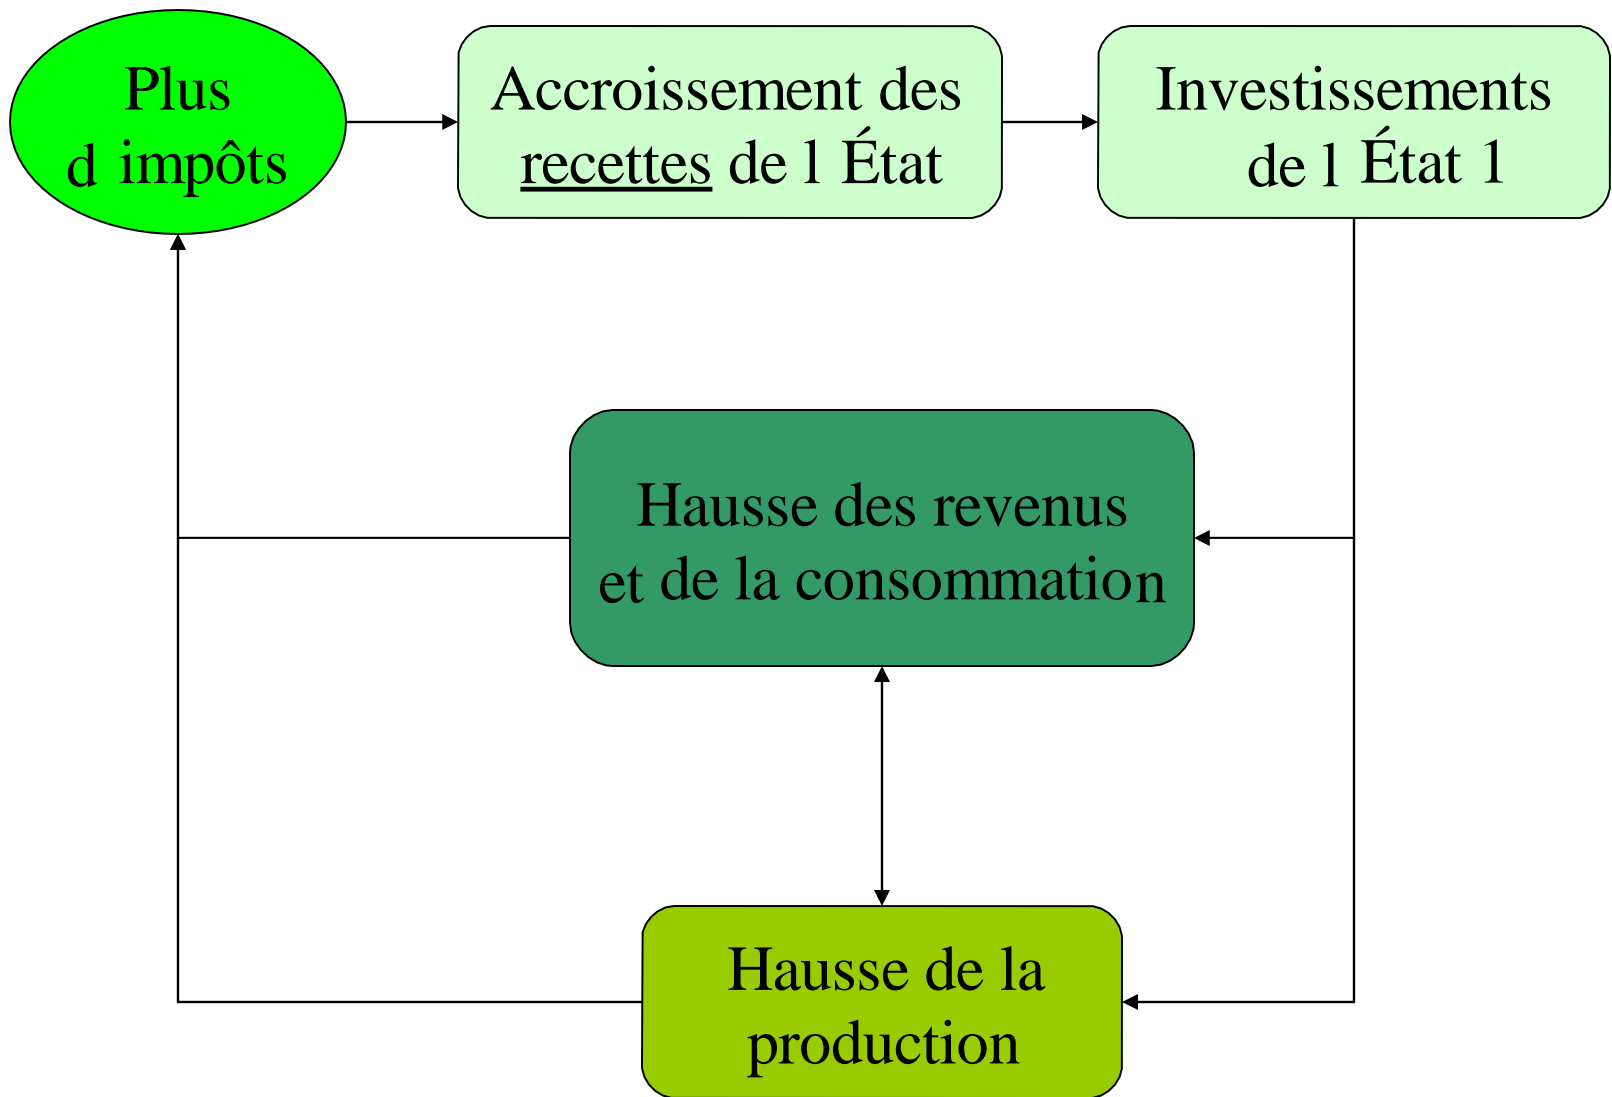 Plus
d impôts
Accroissement des
recettes de l État
Investissements
de l État 1
Hausse des revenus
et de la consommation
Hausse de la
production